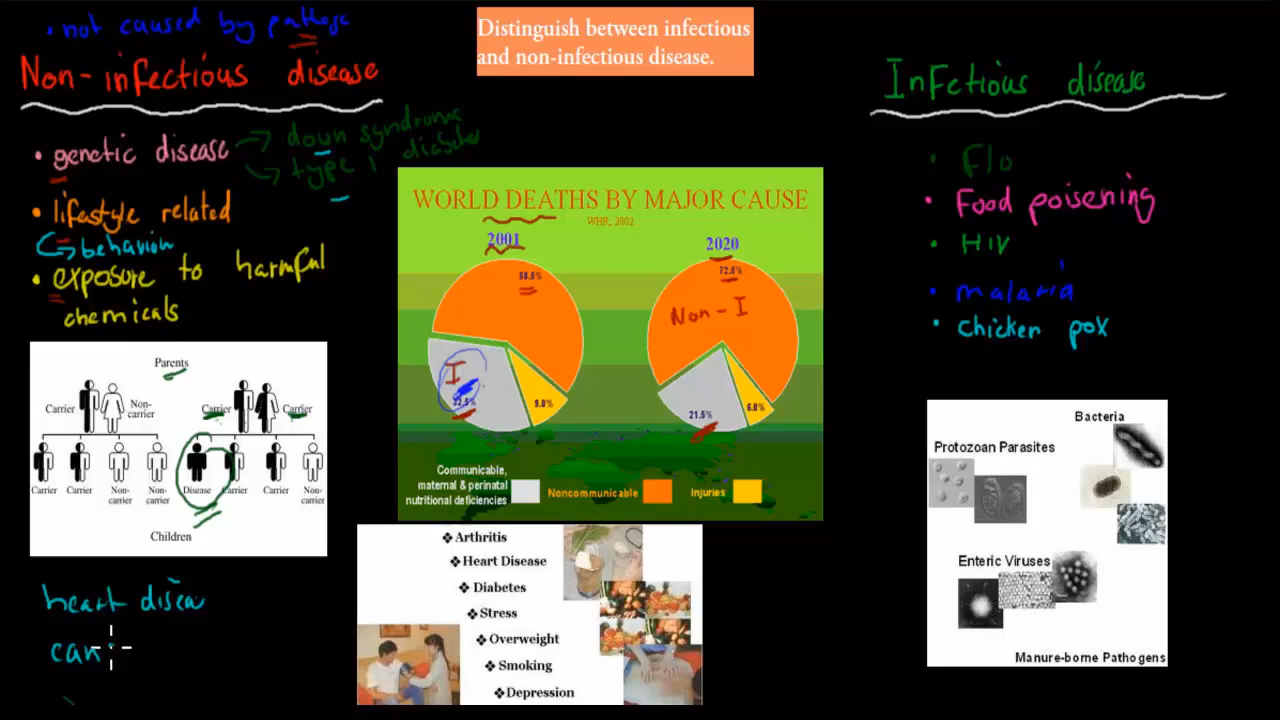 • not caused by pathoge
Non-infectious disease
Distinguish between infectious
and non-infectious disease.
Infetious disease
• genetic disease
down syndrome
type 1 diabetes
• lifestyle related
behavior
• exposure to harmful
chemicals
• Flo
• Food poisening
• HIV
• malaria
• chicken pox
WORLD DEATHS BY MAJOR CAUSE
WHR, 2002
2001
2020
58.5%
I
32.5%
9.0%
72.5%
Non-I
21.5%
6.0%
Communicable,
maternal & perinatal
nutritional deficiencies
Noncommunicable
Injuries
Parents
Carrier
Non-
carrier
Carrier
Carrier
Carrier
Carrier
Non-
carrier
Non-
carrier
Disease
Carrier
Carrier
Non-
carrier
Children
heart disea
can
❖Arthritis
❖Heart Disease
❖Diabetes
❖Stress
❖Overweight
❖Smoking
❖Depression
Bacteria
Protozoan Parasites
Enteric Viruses
Manure-borne Pathogens